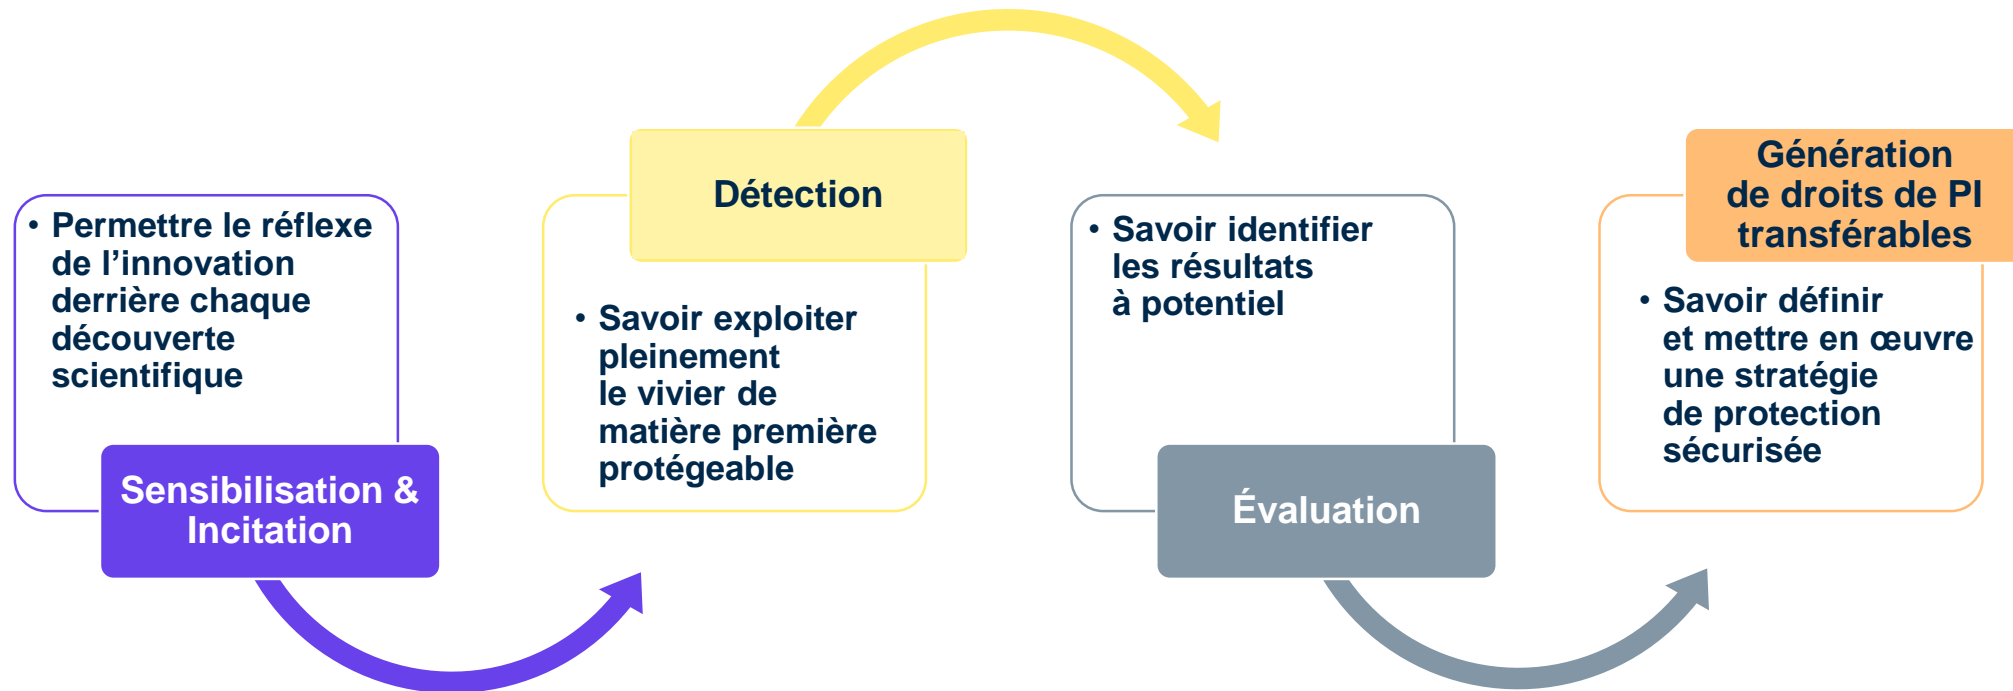 • Permettre le réflexe
de l’innovation
derrière chaque
découverte
scientifique
Sensibilisation &
Incitation
Détection
• Savoir exploiter
pleinement
le vivier de
matière première
protégeable
• Savoir identifier
les résultats
à potentiel
Évaluation
Génération
de droits de PI
transférables
• Savoir définir
et mettre en œuvre
une stratégie
de protection
sécurisée